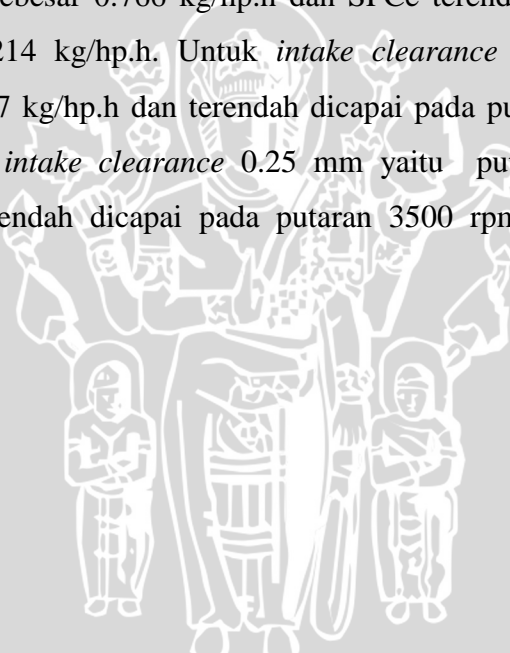 sebesar 0.766 kg/hp.h dan SFCe terend
214 kg/hp.h. Untuk intake clearance
7 kg/hp.h dan terendah dicapai pada pu
intake clearance 0.25 mm yaitu put
endah dicapai pada putaran 3500 rpm